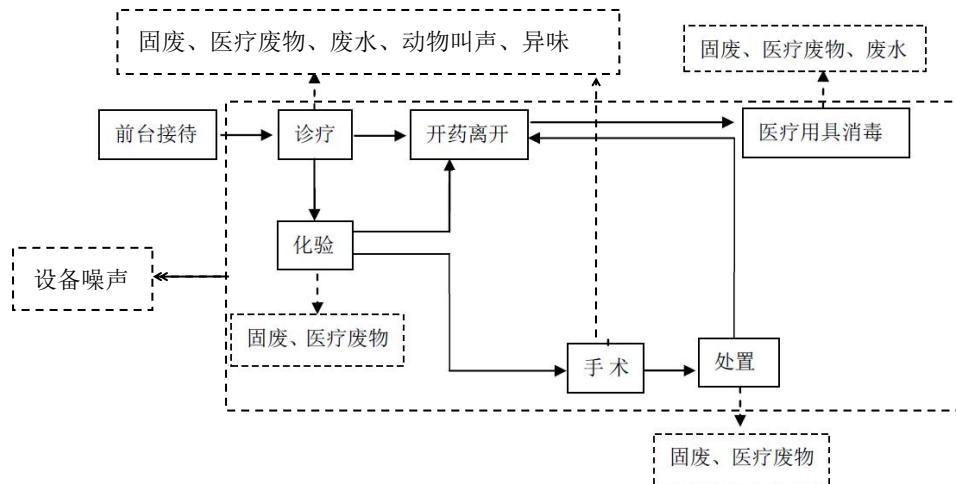 固废、医疗废物、废水、动物叫声、异味
固废、医疗废物、废水
前台接待
诊疗
开药离开
医疗用具消毒
化验
设备噪声
固废、医疗废物
手 术
处置
固废、医疗废物